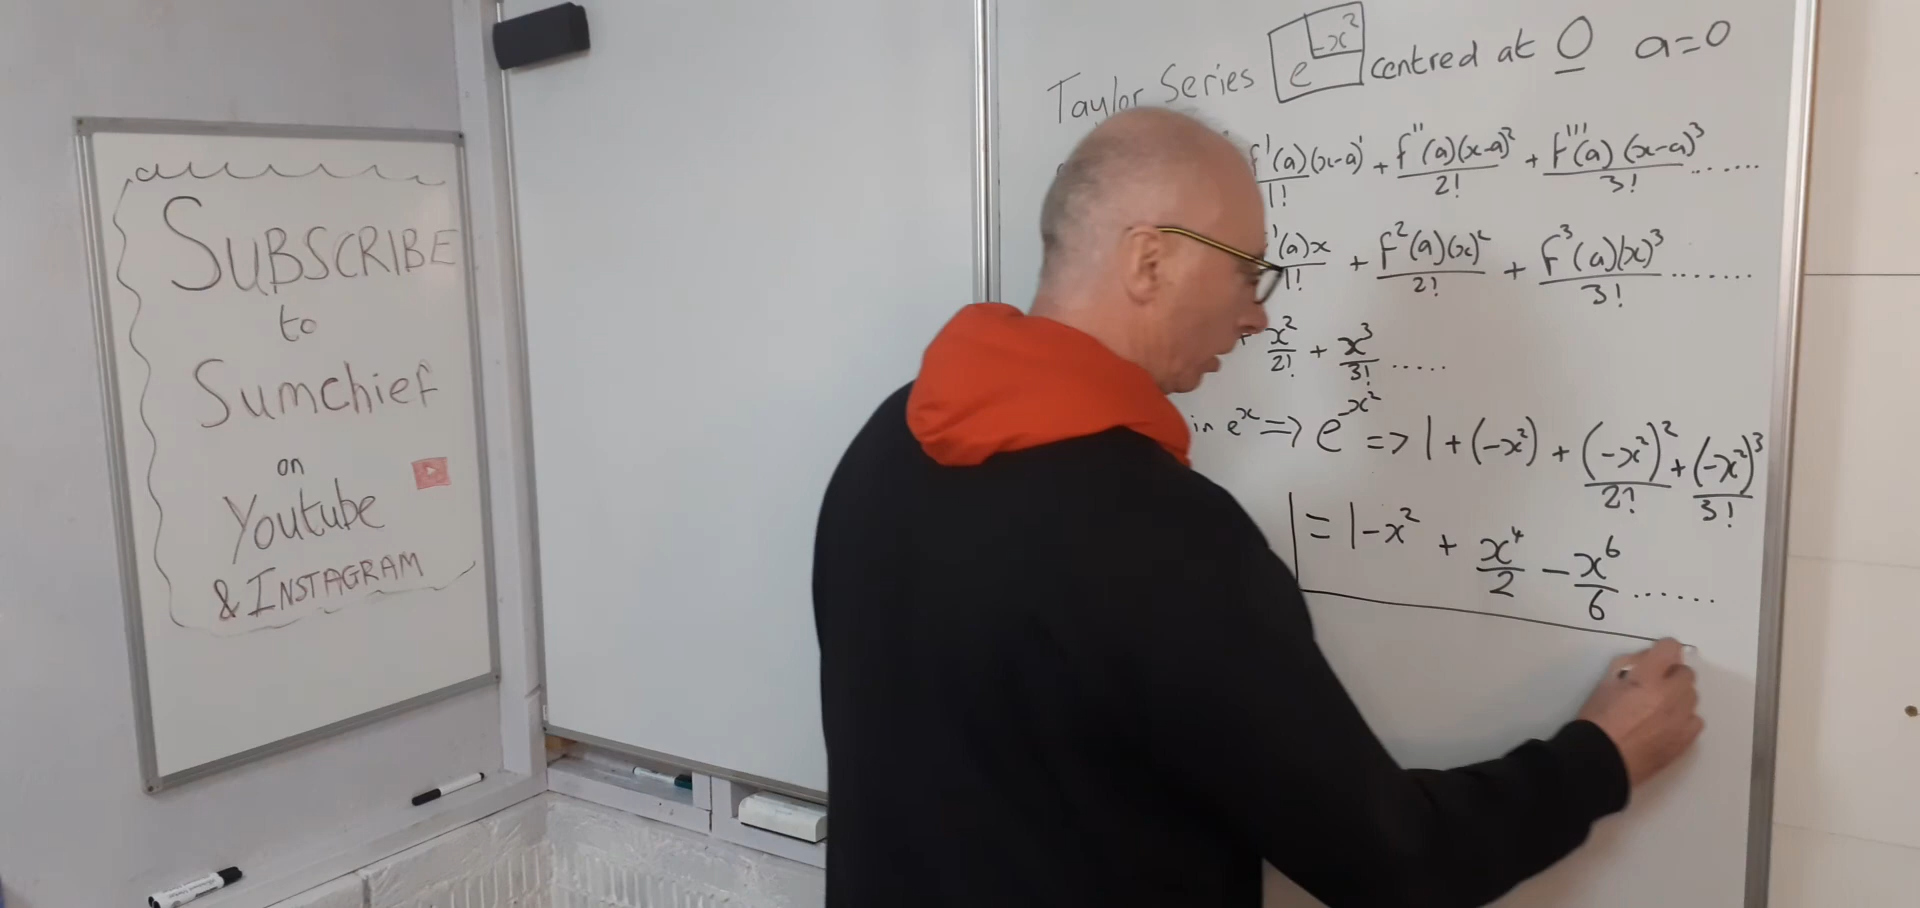 SUBSCRIBE
to
Sumchief
on
Youtube
& INSTAGRAM
Taylor Series e^-x² centred at 0 a=0
f'(a)(x-a)¹/1! + f''(a)(x-a)²/2! + f'''(a)(x-a)³/3! .......
'(a)x/1! + f²(a)(x)²/2! + f³(a)(x)³/3! .......
+ x²/2! + x³/3! .....
in eˣ => e^-x² => 1 + (-x²) + (-x²)²/2! + (-x²)³/3!
= 1 - x² + x⁴/2 - x⁶/6 ......